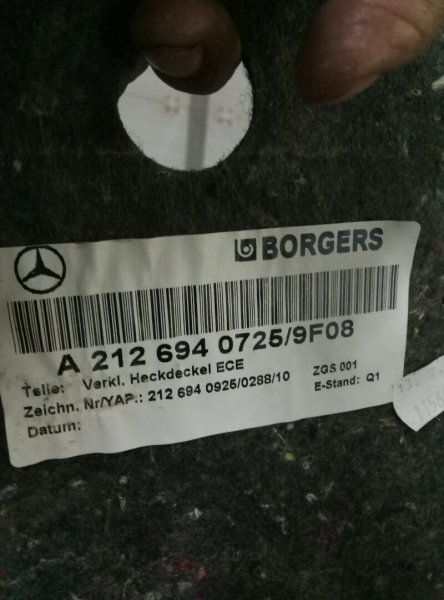 BORGERS
A 212 694 0725/9F08
Teile: Verkl. Heckdeckel ECE
ZGS 001
Zeichn. Nr/YAP.: 212 694 0925/0288/10
E-Stand: Q1
Datum: